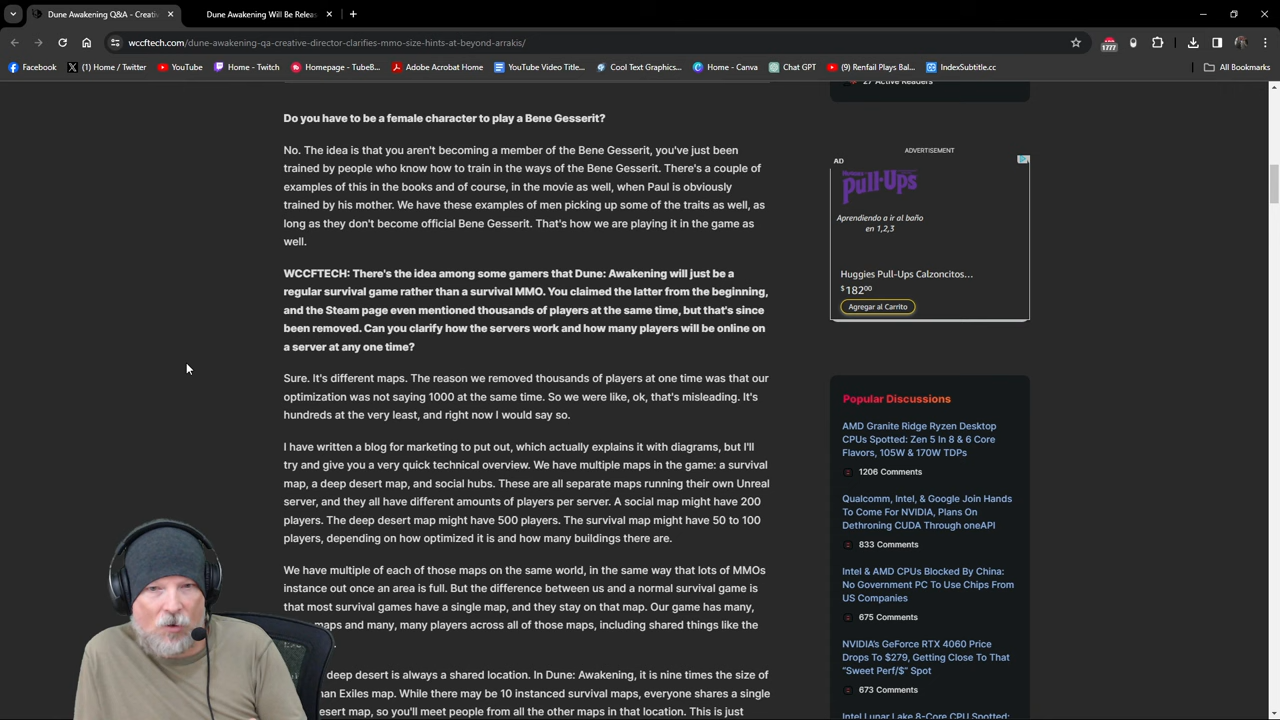 Dune Awakening Q&A - Creati
Dune Awakening Will Be Relea
wccftech.com/dune-awakening-qa-creative-director-clarifies-mmo-size-hints-at-beyond-arrakis/
1777
Facebook
(1) Home / Twitter
YouTube
Home - Twitch
Homepage - TubeB...
Adobe Acrobat Home
YouTube Video Title...
Cool Text Graphics...
Home - Canva
Chat GPT
(9) Renfail Plays Bal...
IndexSubtitle.cc
All Bookmarks
27 Active Readers
Do you have to be a female character to play a Bene Gesserit?
No. The idea is that you aren't becoming a member of the Bene Gesserit, you've just been
trained by people who know how to train in the ways of the Bene Gesserit. There's a couple of
examples of this in the books and of course, in the movie as well, when Paul is obviously
trained by his mother. We have these examples of men picking up some of the traits as well, as
long as they don't become official Bene Gesserit. That's how we are playing it in the game as
well.
WCCFTECH: There's the idea among some gamers that Dune: Awakening will just be a
regular survival game rather than a survival MMO. You claimed the latter from the beginning,
and the Steam page even mentioned thousands of players at the same time, but that's since
been removed. Can you clarify how the servers work and how many players will be online on
a server at any one time?
Sure. It's different maps. The reason we removed thousands of players at one time was that our
optimization was not saying 1000 at the same time. So we were like, ok, that's misleading. It's
hundreds at the very least, and right now I would say so.
I have written a blog for marketing to put out, which actually explains it with diagrams, but I'll
try and give you a very quick technical overview. We have multiple maps in the game: a survival
map, a deep desert map, and social hubs. These are all separate maps running their own Unreal
server, and they all have different amounts of players per server. A social map might have 200
players. The deep desert map might have 500 players. The survival map might have 50 to 100
players, depending on how optimized it is and how many buildings there are.
We have multiple of each of those maps on the same world, in the same way that lots of MMOs
instance out once an area is full. But the difference between us and a normal survival game is
that most survival games have a single map, and they stay on that map. Our game has many,
maps and many, many players across all of those maps, including shared things like the
deep desert is always a shared location. In Dune: Awakening, it is nine times the size of
an Exiles map. While there may be 10 instanced survival maps, everyone shares a single
esert map, so you'll meet people from all the other maps in that location. This is just
ADVERTISEMENT
AD
Pull-Ups
Aprendiendo a ir al baño
en 1,2,3
Huggies Pull-Ups Calzoncitos...
$182⁰⁰
Agregar al Carrito
Popular Discussions
AMD Granite Ridge Ryzen Desktop
CPUs Spotted: Zen 5 In 8 & 6 Core
Flavors, 105W & 170W TDPs
1206 Comments
Qualcomm, Intel, & Google Join Hands
To Come For NVIDIA, Plans On
Dethroning CUDA Through oneAPI
833 Comments
Intel & AMD CPUs Blocked By China:
No Government PC To Use Chips From
US Companies
675 Comments
NVIDIA's GeForce RTX 4060 Price
Drops To $279, Getting Close To That
"Sweet Perf/$" Spot
673 Comments
Intel Lunar Lake 8-Core CPU Spotted: